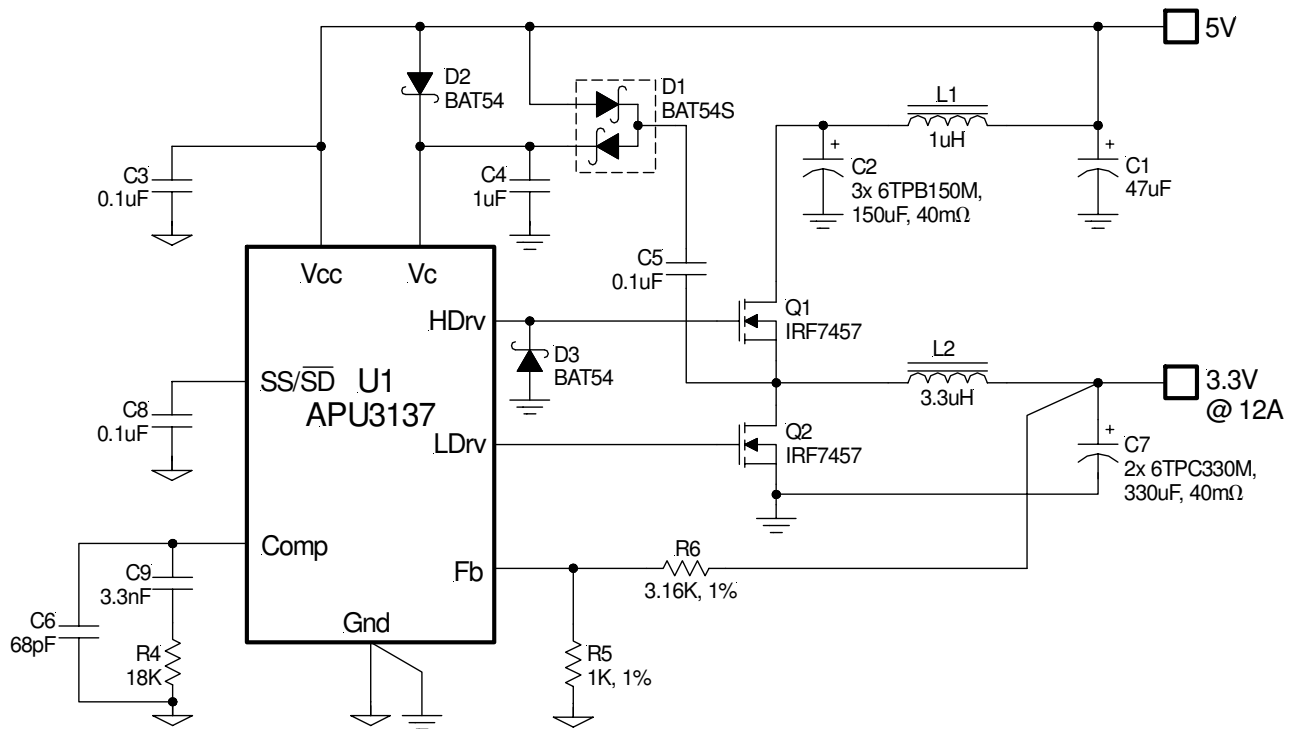 5V
D2
BAT54
D1
BAT54S
L1
1uH
C3
0.1uF
C4
1uF
C2
3x 6TPB150M,
150uF, 40mΩ
C1
47uF
Vcc
Vc
C5
0.1uF
HDrv
Q1
IRF7457
D3
BAT54
L2
3.3uH
3.3V
@ 12A
SS/SD
U1
APU3137
C8
0.1uF
LDrv
Q2
IRF7457
C7
2x 6TPC330M,
330uF, 40mΩ
Comp
Fb
R6
3.16K, 1%
C9
3.3nF
C6
68pF
R4
18K
Gnd
R5
1K, 1%